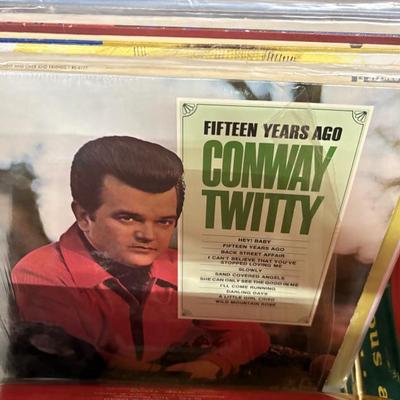 FIFTEEN YEARS AGO
CONWAY
TWITTY
HEY! BABY
FIFTEEN YEARS AGO
BACK STREET AFFAIR
I CAN'T BELIEVE THAT YOU'VE
STOPPED LOVING ME
SLOWLY
SAND COVERED ANGELS
SHE CAN ONLY SEE THE GOOD IN ME
I'LL COME RUNNING
DARLING DAYS
A LITTLE GIRL CRIED
WILD MOUNTAIN ROSE